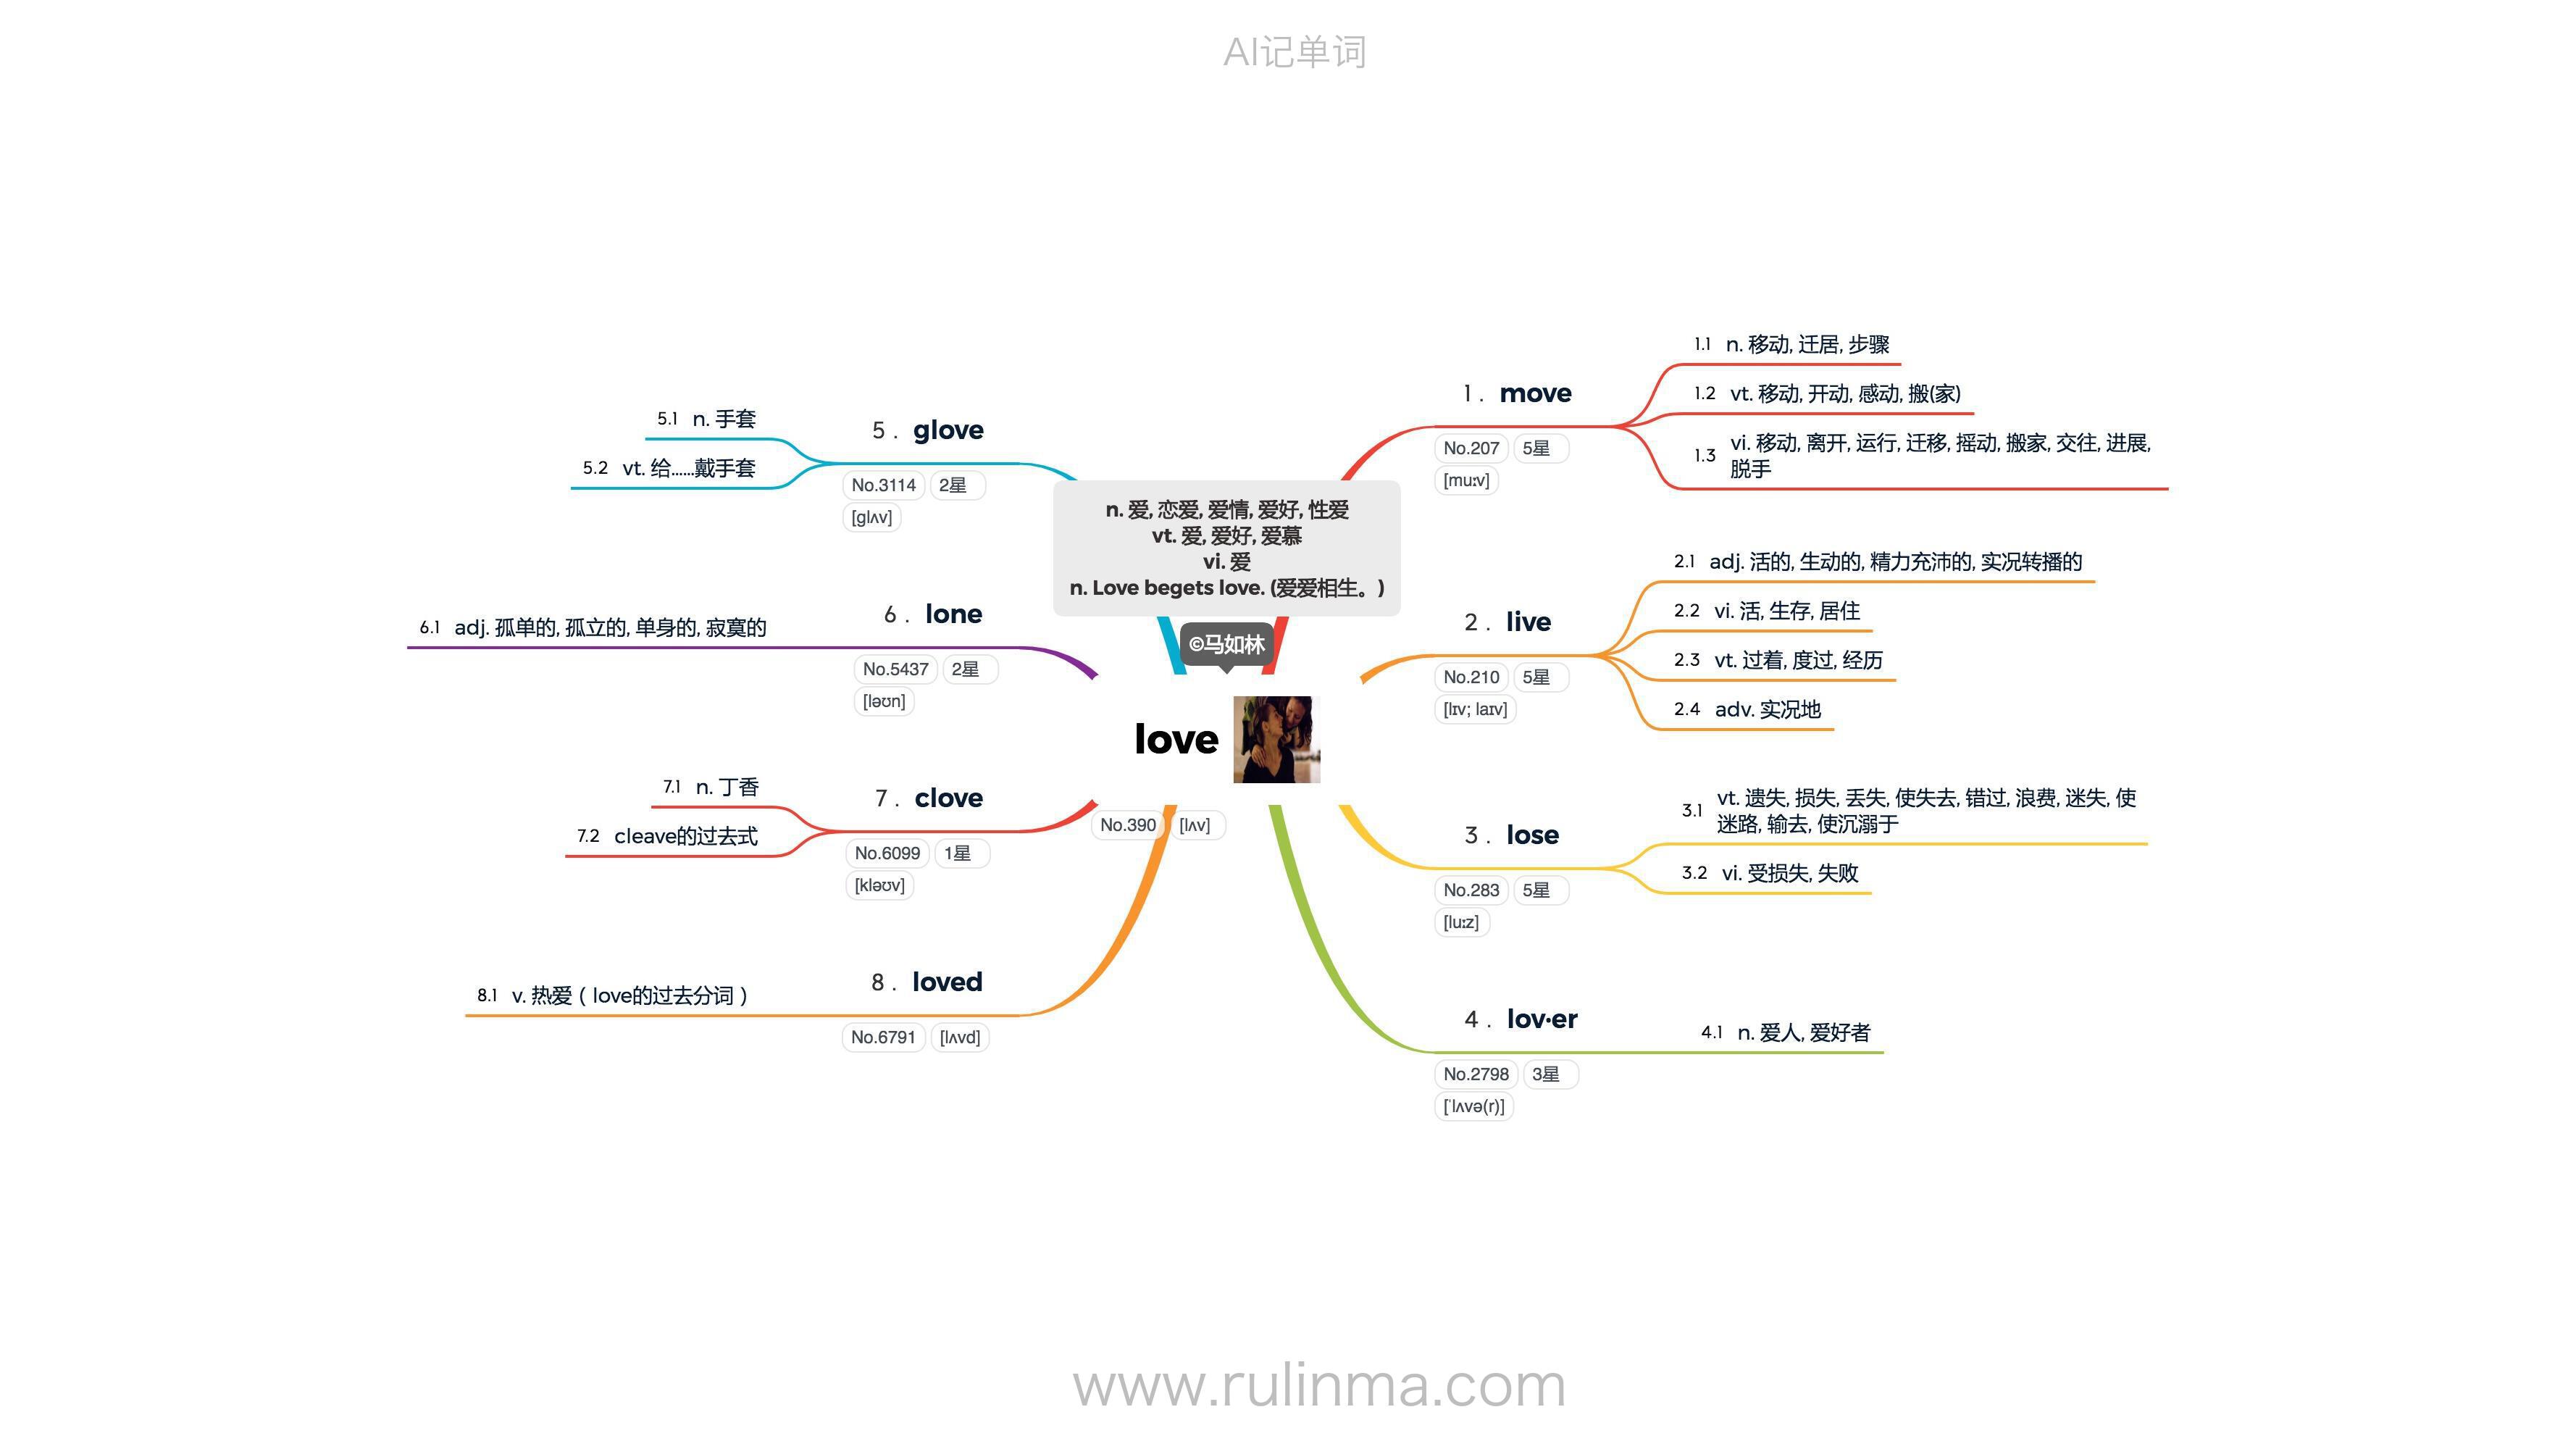 AI记单词
n. 爱, 恋爱, 爱情, 爱好, 性爱
vt. 爱, 爱好, 爱慕
vi. 爱
n. Love begets love. (爱爱相生。)
©马如林
love
No.390 [lʌv]
1 . move
No.207 5星
[muːv]
1.1 n. 移动, 迁居, 步骤
1.2 vt. 移动, 开动, 感动, 搬(家)
1.3 vi. 移动, 离开, 运行, 迁移, 摇动, 搬家, 交往, 进展,
脱手
2 . live
No.210 5星
[lɪv; laɪv]
2.1 adj. 活的, 生动的, 精力充沛的, 实况转播的
2.2 vi. 活, 生存, 居住
2.3 vt. 过着, 度过, 经历
2.4 adv. 实况地
3 . lose
No.283 5星
[luːz]
3.1 vt. 遗失, 损失, 丢失, 使失去, 错过, 浪费, 迷失, 使
迷路, 输去, 使沉溺于
3.2 vi. 受损失, 失败
4 . lov·er
No.2798 3星
[ˈlʌvə(r)]
4.1 n. 爱人, 爱好者
5 . glove
No.3114 2星
[glʌv]
5.1 n. 手套
5.2 vt. 给......戴手套
6 . lone
No.5437 2星
[ləʊn]
6.1 adj. 孤单的, 孤立的, 单身的, 寂寞的
7 . clove
No.6099 1星
[kləʊv]
7.1 n. 丁香
7.2 cleave的过去式
8 . loved
No.6791 [lʌvd]
8.1 v. 热爱（love的过去分词）
www.rulinma.com